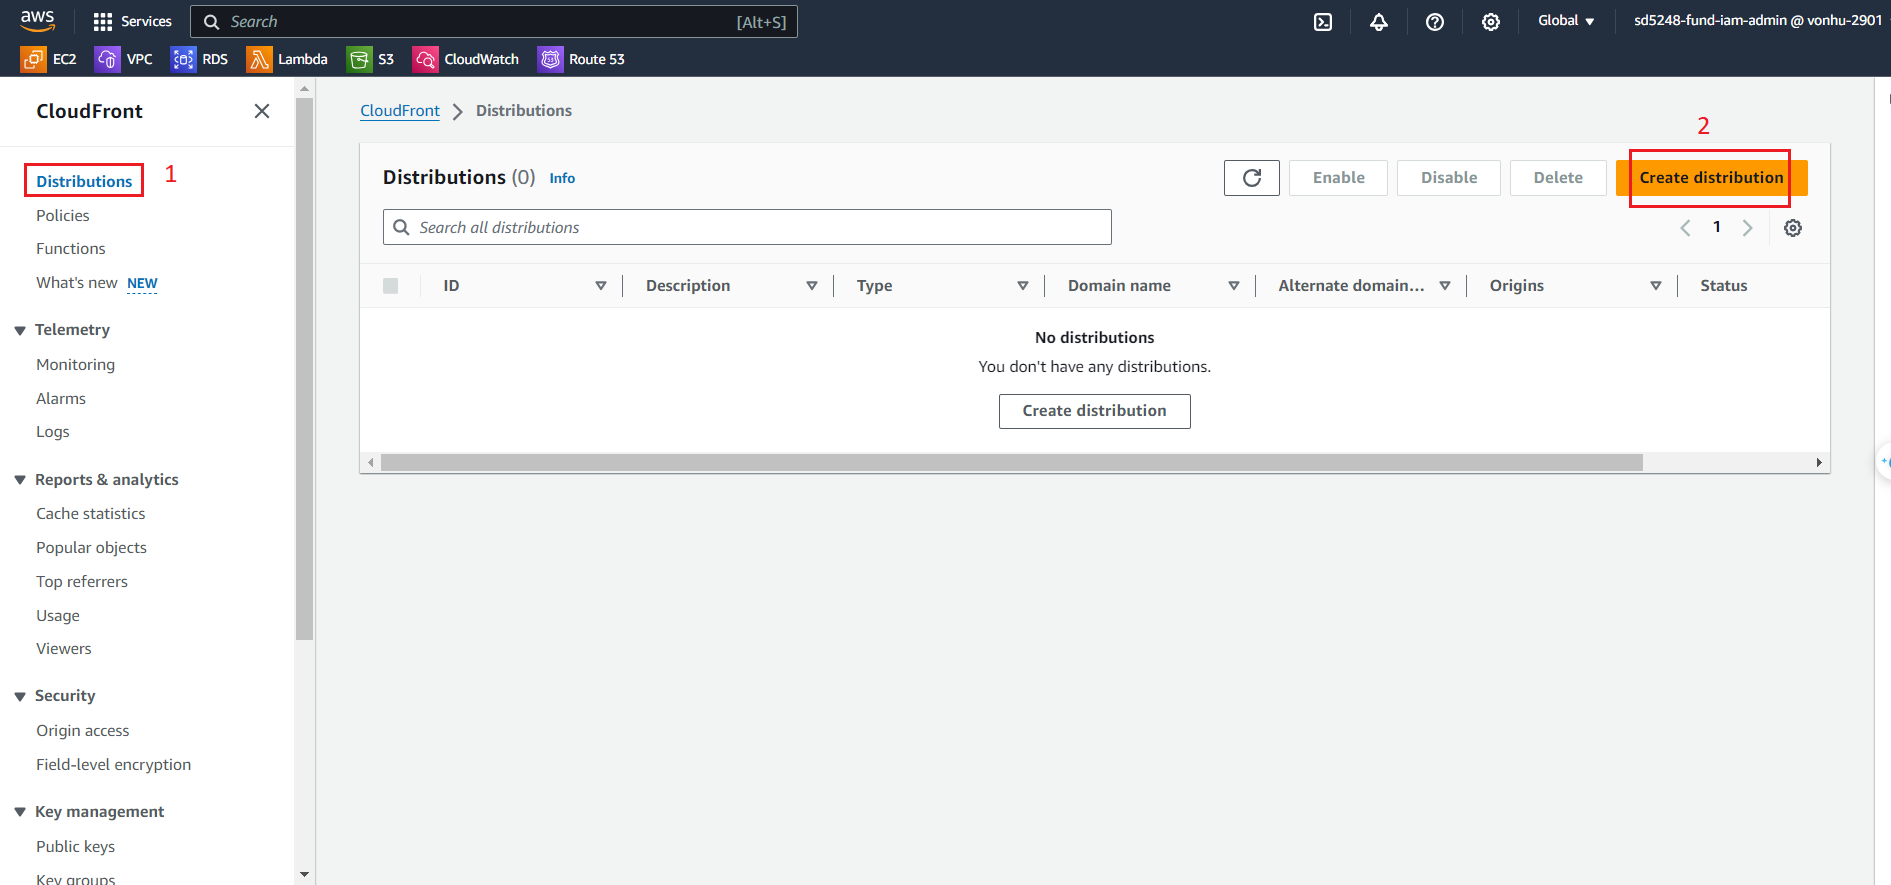 aws Services Search [Alt+S] Global sd5248-fund-iam-admin @ vonhu-2901
EC2 VPC RDS Lambda S3 CloudWatch Route 53
CloudFront
Distributions 1
Policies
Functions
What's new NEW
Telemetry
Monitoring
Alarms
Logs
Reports & analytics
Cache statistics
Popular objects
Top referrers
Usage
Viewers
Security
Origin access
Field-level encryption
Key management
Public keys
Key groups
CloudFront Distributions
2
Distributions (0) Info Enable Disable Delete Create distribution
Search all distributions 1
ID Description Type Domain name Alternate domain... Origins Status
No distributions
You don't have any distributions.
Create distribution